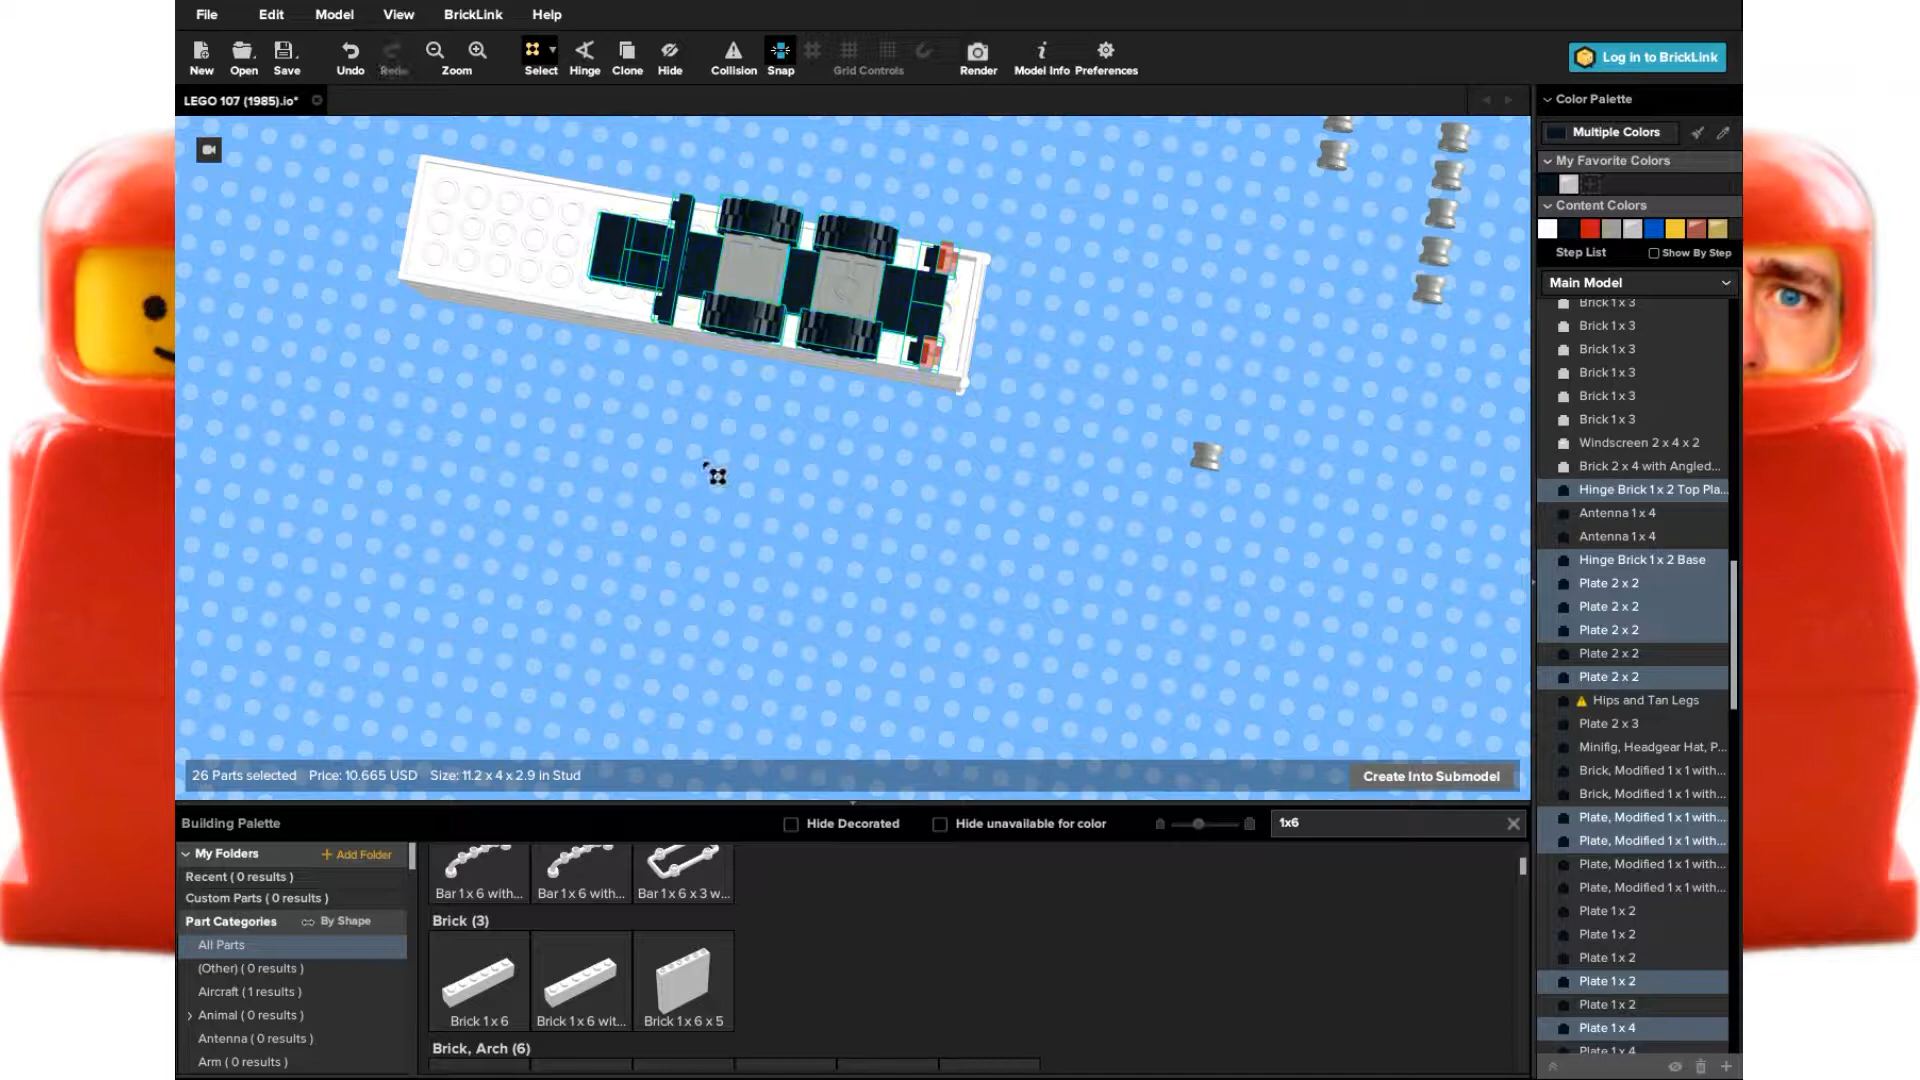 File Edit Model View BrickLink Help
New Open Save Undo Redo Zoom Select Hinge Clone Hide Collision Snap Grid Controls Render Model Info Preferences
Log in to BrickLink
LEGO 107 (1985).io*
Color Palette
Multiple Colors
My Favorite Colors
Content Colors
Step List Show By Step
Main Model
Brick 1 x 3
Brick 1 x 3
Brick 1 x 3
Brick 1 x 3
Brick 1 x 3
Brick 1 x 3
Windscreen 2 x 4 x 2
Brick 2 x 4 with Angled...
Hinge Brick 1 x 2 Top Pla...
Antenna 1 x 4
Antenna 1 x 4
Hinge Brick 1 x 2 Base
Plate 2 x 2
Plate 2 x 2
Plate 2 x 2
Plate 2 x 2
Plate 2 x 2
Hips and Tan Legs
Plate 2 x 3
Minifig, Headgear Hat, P...
Brick, Modified 1 x 1 with...
Brick, Modified 1 x 1 with...
Plate, Modified 1 x 1 with...
Plate, Modified 1 x 1 with...
Plate, Modified 1 x 1 with...
Plate, Modified 1 x 1 with...
Plate 1 x 2
Plate 1 x 2
Plate 1 x 2
Plate 1 x 2
Plate 1 x 2
Plate 1 x 4
Plate 1 x 4
26 Parts selected Price: 10.665 USD Size: 11.2 x 4 x 2.9 in Stud
Create Into Submodel
Building Palette Hide Decorated Hide unavailable for color 1x6
My Folders + Add Folder
Recent ( 0 results )
Custom Parts ( 0 results )
Part Categories By Shape
All Parts
(Other) ( 0 results )
Aircraft ( 1 results )
Animal ( 0 results )
Antenna ( 0 results )
Arm ( 0 results )
Bar 1 x 6 with... Bar 1 x 6 with... Bar 1 x 6 x 3 w...
Brick (3)
Brick 1 x 6 Brick 1 x 6 wit... Brick 1 x 6 x 5
Brick, Arch (6)